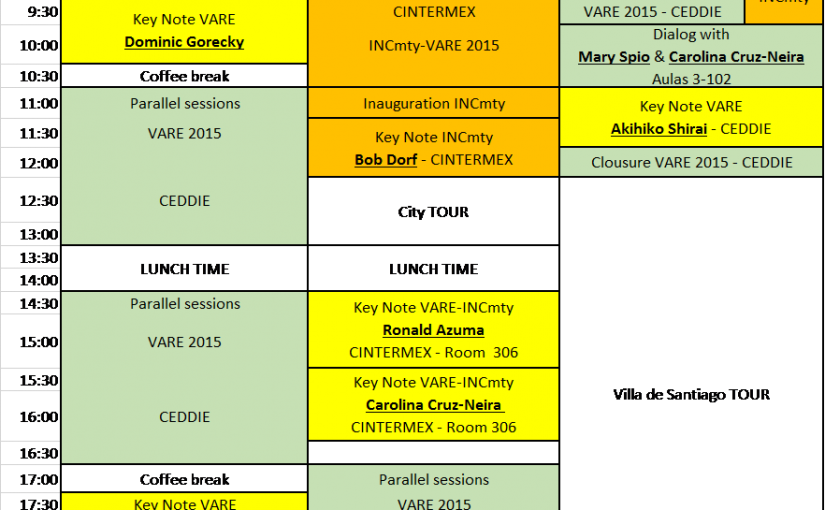 9:30
10:00
10:30
11:00
11:30
12:00
12:30
13:00
13:30
14:00
14:30
15:00
15:30
16:00
16:30
17:00
17:30
Key Note VARE
Dominic Gorecky
Coffee break
Parallel sessions
VARE 2015
CEDDIE
LUNCH TIME
Parallel sessions
VARE 2015
CEDDIE
Coffee break
Key Note VARE
CINTERMEX
INCmty-VARE 2015
Inauguration INCmty
Key Note INCmty
Bob Dorf - CINTERMEX
City TOUR
LUNCH TIME
Key Note VARE-INCmty
Ronald Azuma
CINTERMEX - Room 306
Key Note VARE-INCmty
Carolina Cruz-Neira
CINTERMEX - Room 306
Parallel sessions
VARE 2015
VARE 2015 - CEDDIE
INCmty
Dialog with
Mary Spio & Carolina Cruz-Neira
Aulas 3-102
Key Note VARE
Akihiko Shirai - CEDDIE
Clousure VARE 2015 - CEDDIE
Villa de Santiago TOUR